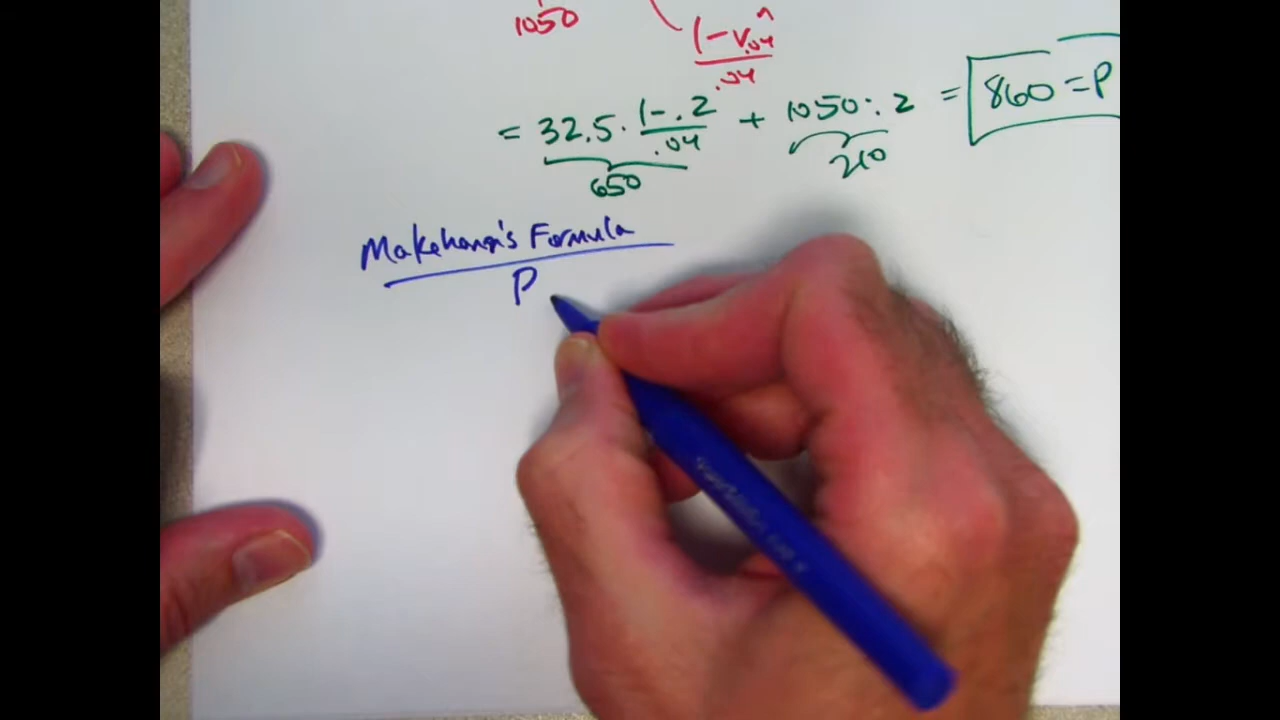 1050
1-v.04^n
.04
= 32.5 · 1-.2 + 1050 · .2 = 860 = P
.04
650
210
Makeham's Formula
P